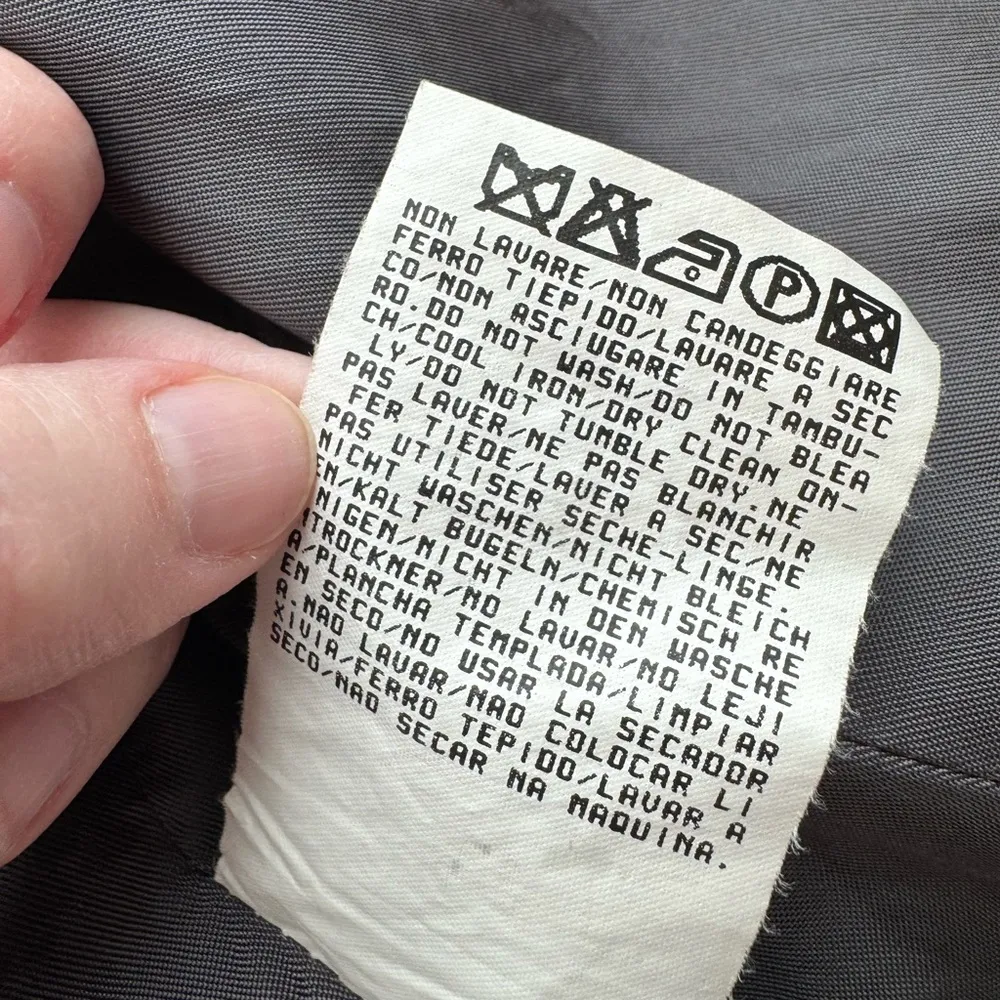 P
NON LAVARE/NON CANDEGGIARE
FERRO TIEPIDO/LAVARE A SEC
CO/NON ASCIUGARE IN TAMBU-
RO.DO NOT WASH/DO NOT BLEA
CH/COOL IRON/DRY CLEAN ON-
LY/DO NOT TUMBLE DRY.NE
PAS LAVER/NE PAS BLANCHIR
FER TIEDE/LAVER A SEC/NE
PAS UTILISER SECHE-LINGE.
NICHT WASCHEN/NICHT BLEICH
EN/KALT BUGELN/CHEMISCH RE
NIGEN/NICHT IN DEN WASCHE
TROCKNER/NO LAVAR/NO LEJI
A/PLANCHA TEMPLADA/LIMPIAR
EN SECO/NO USAR LA SECADOR
A.NAO LAVAR/NAO COLOCAR LI
XIVIA/FERRO TEPIDO/LAVAR A
SECO/NAO SECAR NA MAQUINA.